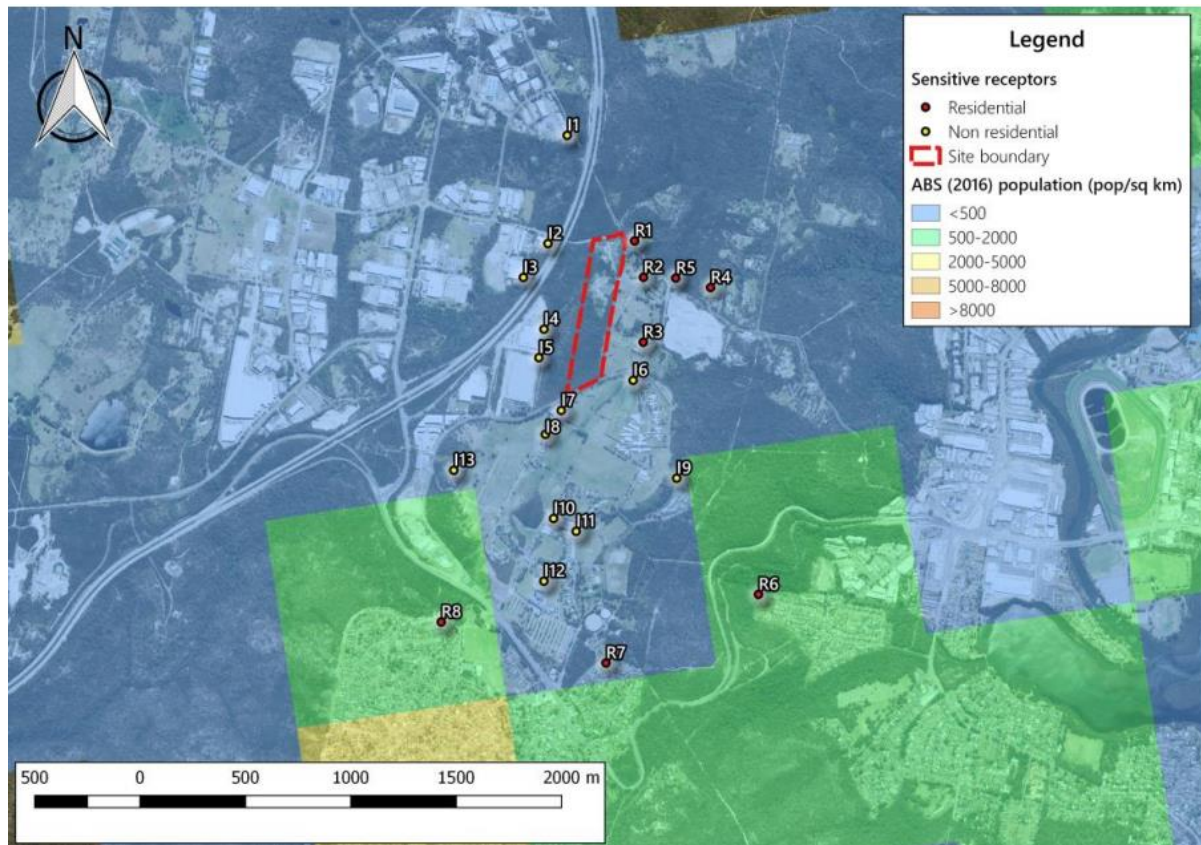 N
Legend
Sensitive receptors
Residential
Non residential
Site boundary
ABS (2016) population (pop/sq km)
<500
500-2000
2000-5000
5000-8000
>8000
I1
I2
R1
I3
R2
R5
R4
I4
R3
I5
I6
I7
I8
I13
I9
I10
I11
I12
R6
R8
R7
500 0 500 1000 1500 2000 m